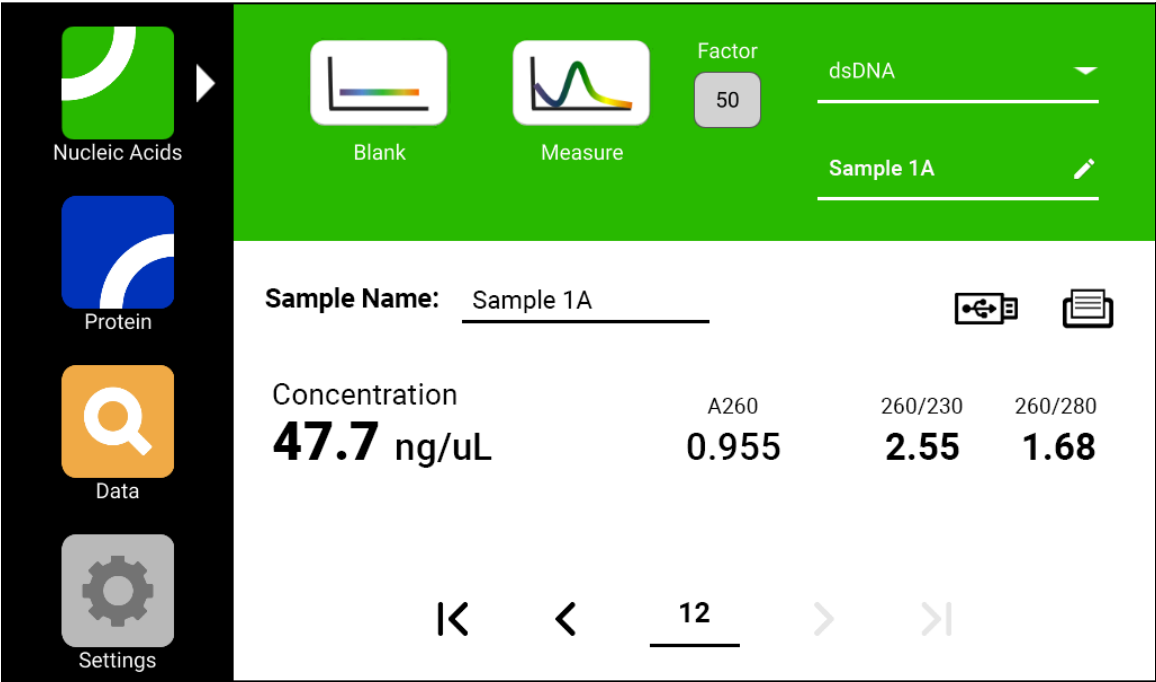 Nucleic Acids
Protein
Data
Settings
Blank
Measure
Factor
50
dsDNA
Sample 1A
Sample Name: Sample 1A
Concentration
47.7 ng/uL
A260
0.955
260/230
2.55
260/280
1.68
12